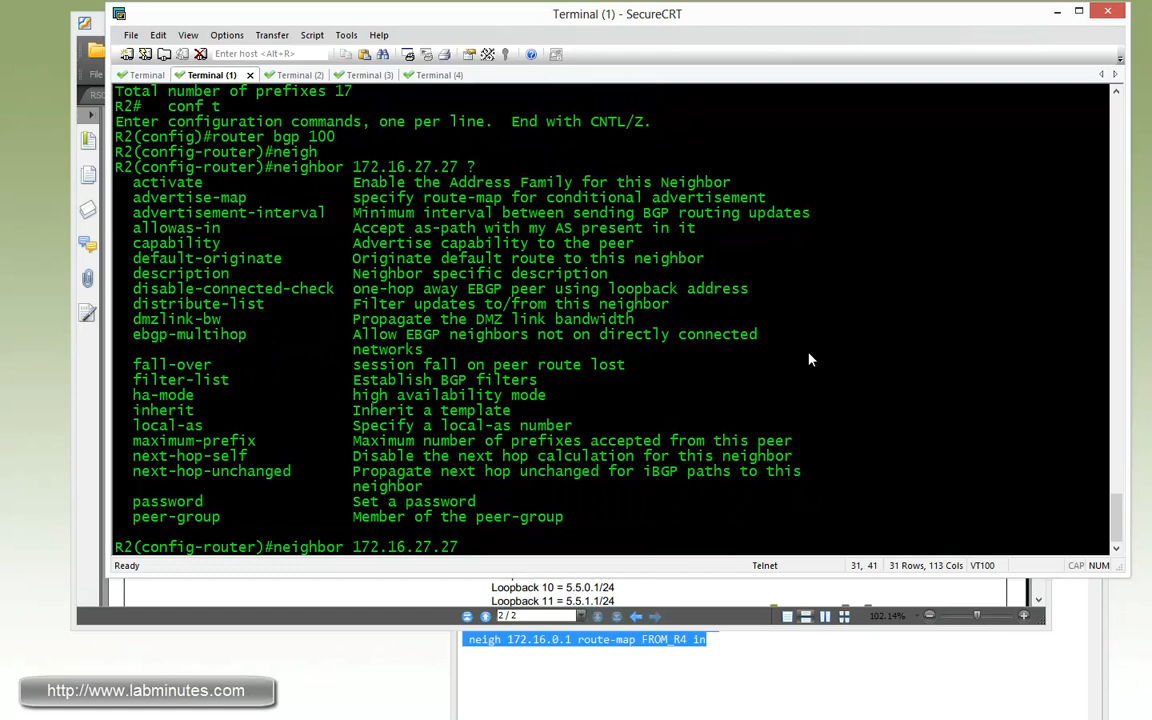 Terminal (1) - SecureCRT
File Edit View Options Transfer Script Tools Help
Enter host <Alt+R>
File
Terminal Terminal (1) Terminal (2) Terminal (3) Terminal (4)
RS
Total number of prefixes 17
R2# conf t
Enter configuration commands, one per line. End with CNTL/Z.
R2(config)#router bgp 100
R2(config-router)#neigh
R2(config-router)#neighbor 172.16.27.27 ?
activate Enable the Address Family for this Neighbor
advertise-map specify route-map for conditional advertisement
advertisement-interval Minimum interval between sending BGP routing updates
allowas-in Accept as-path with my AS present in it
capability Advertise capability to the peer
default-originate Originate default route to this neighbor
description Neighbor specific description
disable-connected-check one-hop away EBGP peer using loopback address
distribute-list Filter updates to/from this neighbor
dmzlink-bw Propagate the DMZ link bandwidth
ebgp-multihop Allow EBGP neighbors not on directly connected
networks
fall-over session fall on peer route lost
filter-list Establish BGP filters
ha-mode high availability mode
inherit Inherit a template
local-as Specify a local-as number
maximum-prefix Maximum number of prefixes accepted from this peer
next-hop-self Disable the next hop calculation for this neighbor
next-hop-unchanged Propagate next hop unchanged for iBGP paths to this
neighbor
password Set a password
peer-group Member of the peer-group
R2(config-router)#neighbor 172.16.27.27
Ready Telnet 31, 41 31 Rows, 113 Cols VT100 CAP NUM
Loopback 10 = 5.5.0.1/24
Loopback 11 = 5.5.1.1/24
2 / 2 102.14%
neigh 172.16.0.1 route-map FROM_R4 in
http://www.labminutes.com